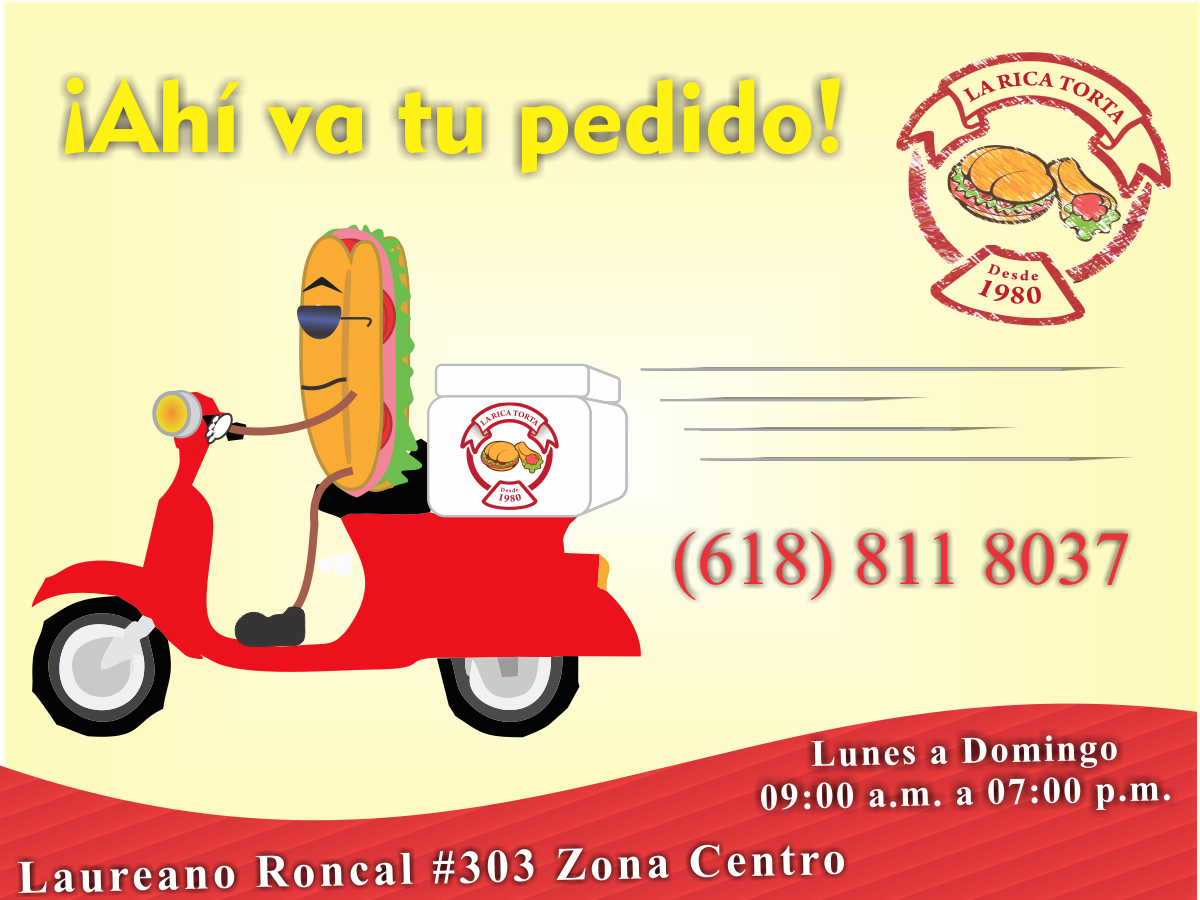 ¡Ahí va tu pedido!
LA RICA TORTA
Desde
1980
LA RICA TORTA
Desde
1980
(618) 811 8037
Lunes a Domingo
09:00 a.m. a 07:00 p.m.
Laureano Roncal #303 Zona Centro